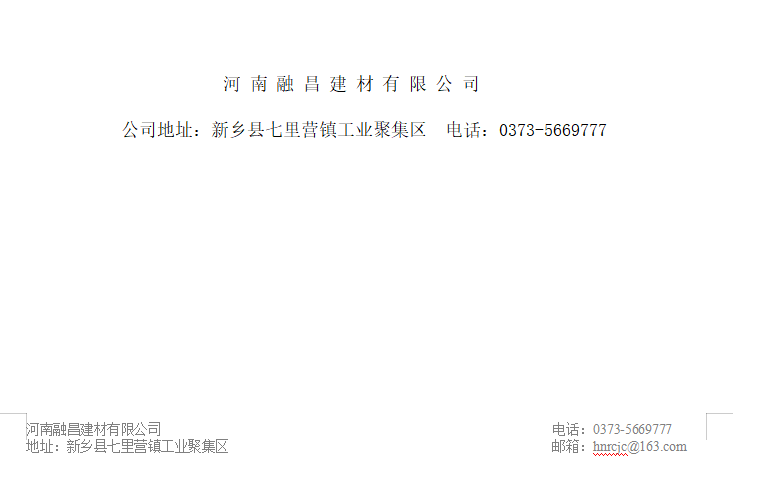 河南融昌建材有限公司
公司地址：新乡县七里营镇工业聚集区 电话：0373-5669777
河南融昌建材有限公司 电话：0373-5669777
地址：新乡县七里营镇工业聚集区 邮箱：hnrcjc@163.com